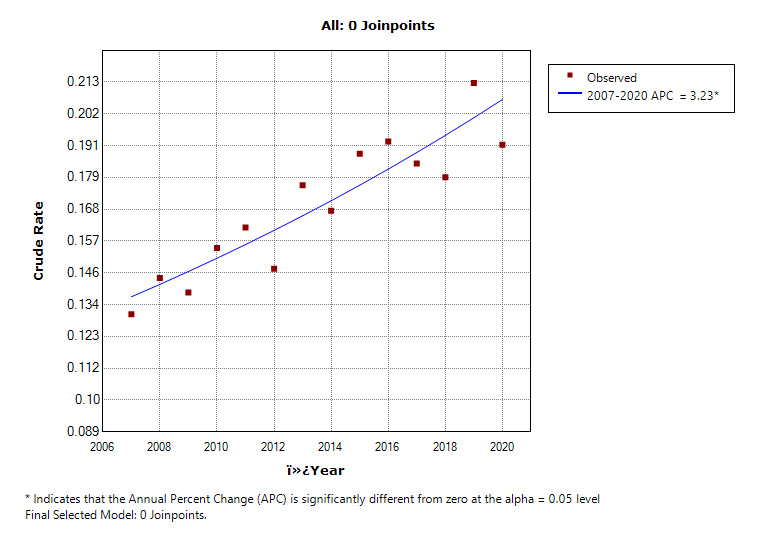 All: 0 Joinpoints
Observed
2007-2020 APC  = 3.23*
0.213
0.202
0.191
0.179
0.168
0.157
0.146
0.134
0.123
0.112
0.10
0.089
Crude Rate
2006
2008
2010
2012
2014
2016
2018
2020
ï»¿Year
* Indicates that the Annual Percent Change (APC) is significantly different from zero at the alpha = 0.05 level
Final Selected Model: 0 Joinpoints.